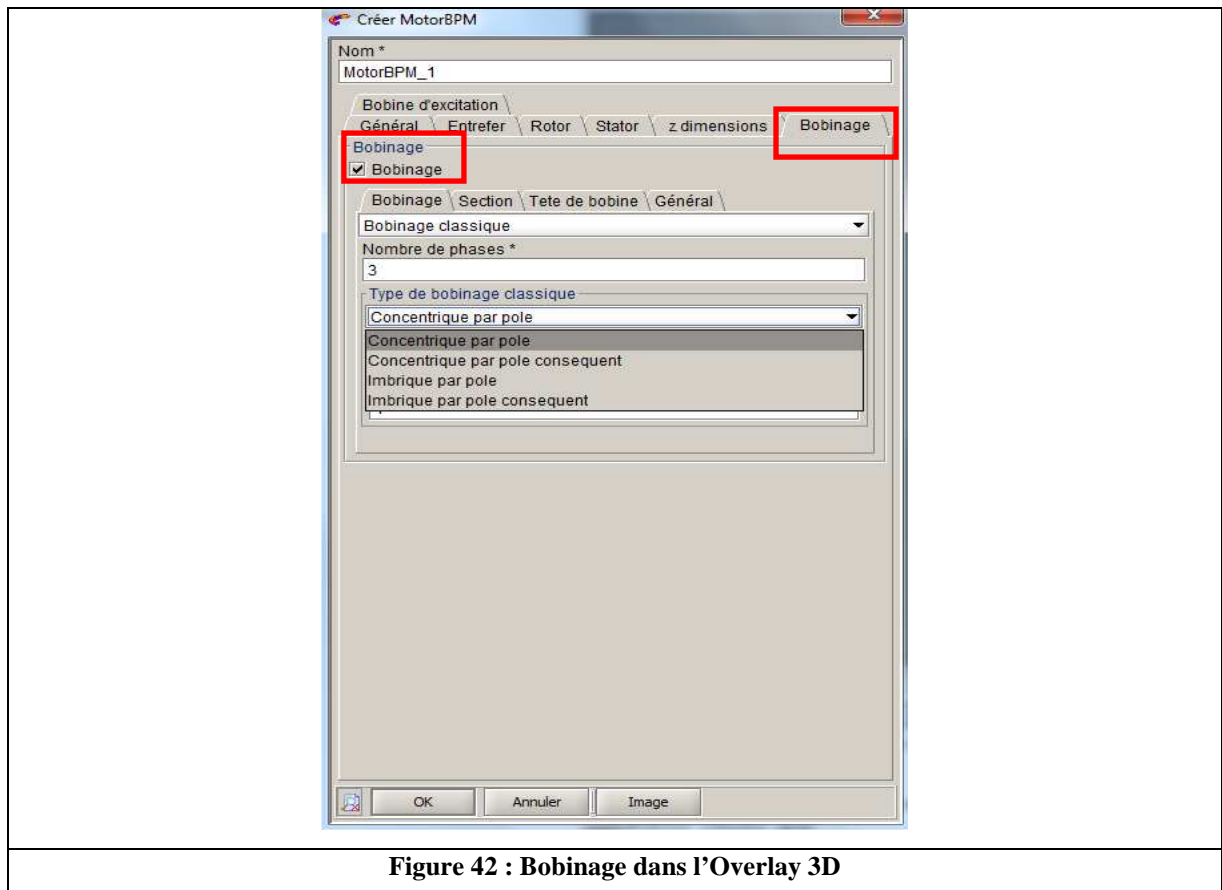 Créer MotorBPM
Nom *
MotorBPM_1
Bobine d'excitation
Général Entrefer Rotor Stator z dimensions Bobinage
Bobinage
Bobinage
Bobinage Section Tete de bobine Général
Bobinage classique
Nombre de phases *
3
Type de bobinage classique
Concentrique par pole
Concentrique par pole
Concentrique par pole consequent
Imbrique par pole
Imbrique par pole consequent
OK Annuler Image
Figure 42 : Bobinage dans l’Overlay 3D